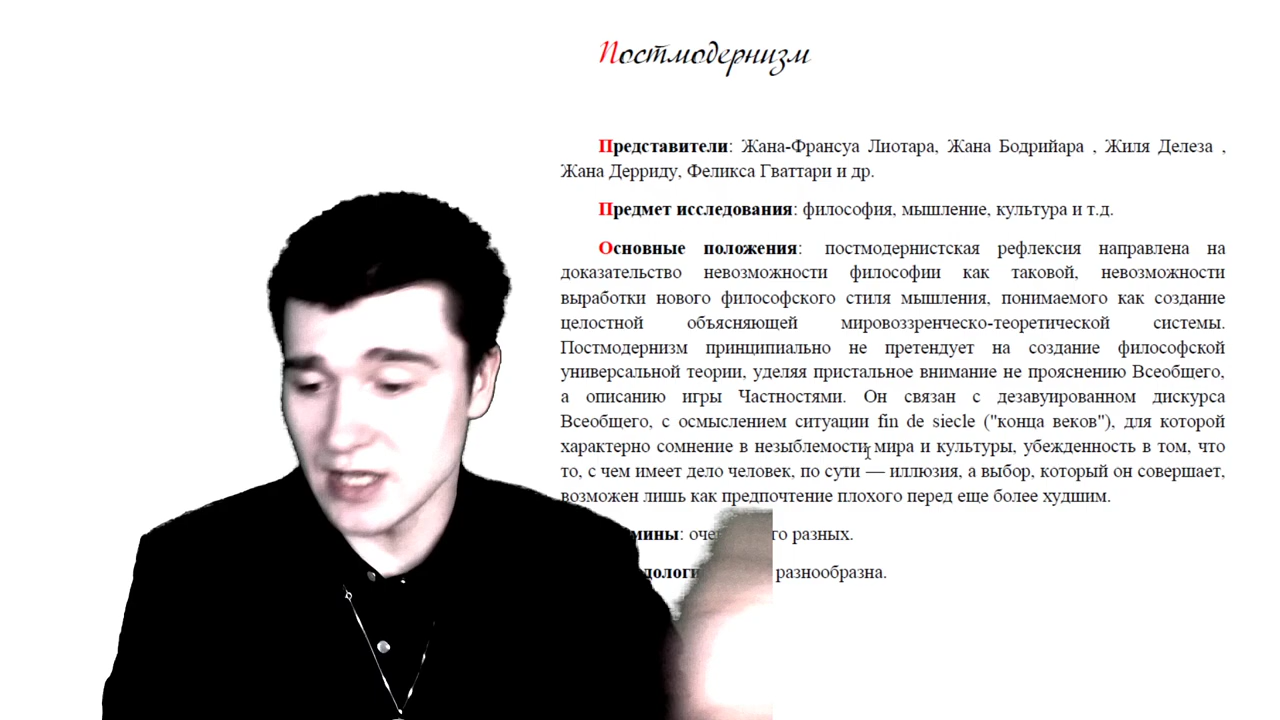 Постмодернизм
Представители: Жана-Франсуа Лиотара, Жана Бодрийара , Жиля Делеза ,
Жана Дерриду, Феликса Гваттари и др.
Предмет исследования: философия, мышление, культура и т.д.
Основные положения: постмодернистская рефлексия направлена на
доказательство невозможности философии как таковой, невозможности
выработки нового философского стиля мышления, понимаемого как создание
целостной объясняющей мировоззренческо-теоретической системы.
Постмодернизм принципиально не претендует на создание философской
универсальной теории, уделяя пристальное внимание не прояснению Всеобщего,
а описанию игры Частностями. Он связан с дезавуированном дискурса
Всеобщего, с осмыслением ситуации fin de siecle ("конца веков"), для которой
характерно сомнение в незыблемости мира и культуры, убежденность в том, что
то, с чем имеет дело человек, по сути — иллюзия, а выбор, который он совершает,
возможен лишь как предпочтение плохого перед еще более худшим.
разных.
разнообразна.